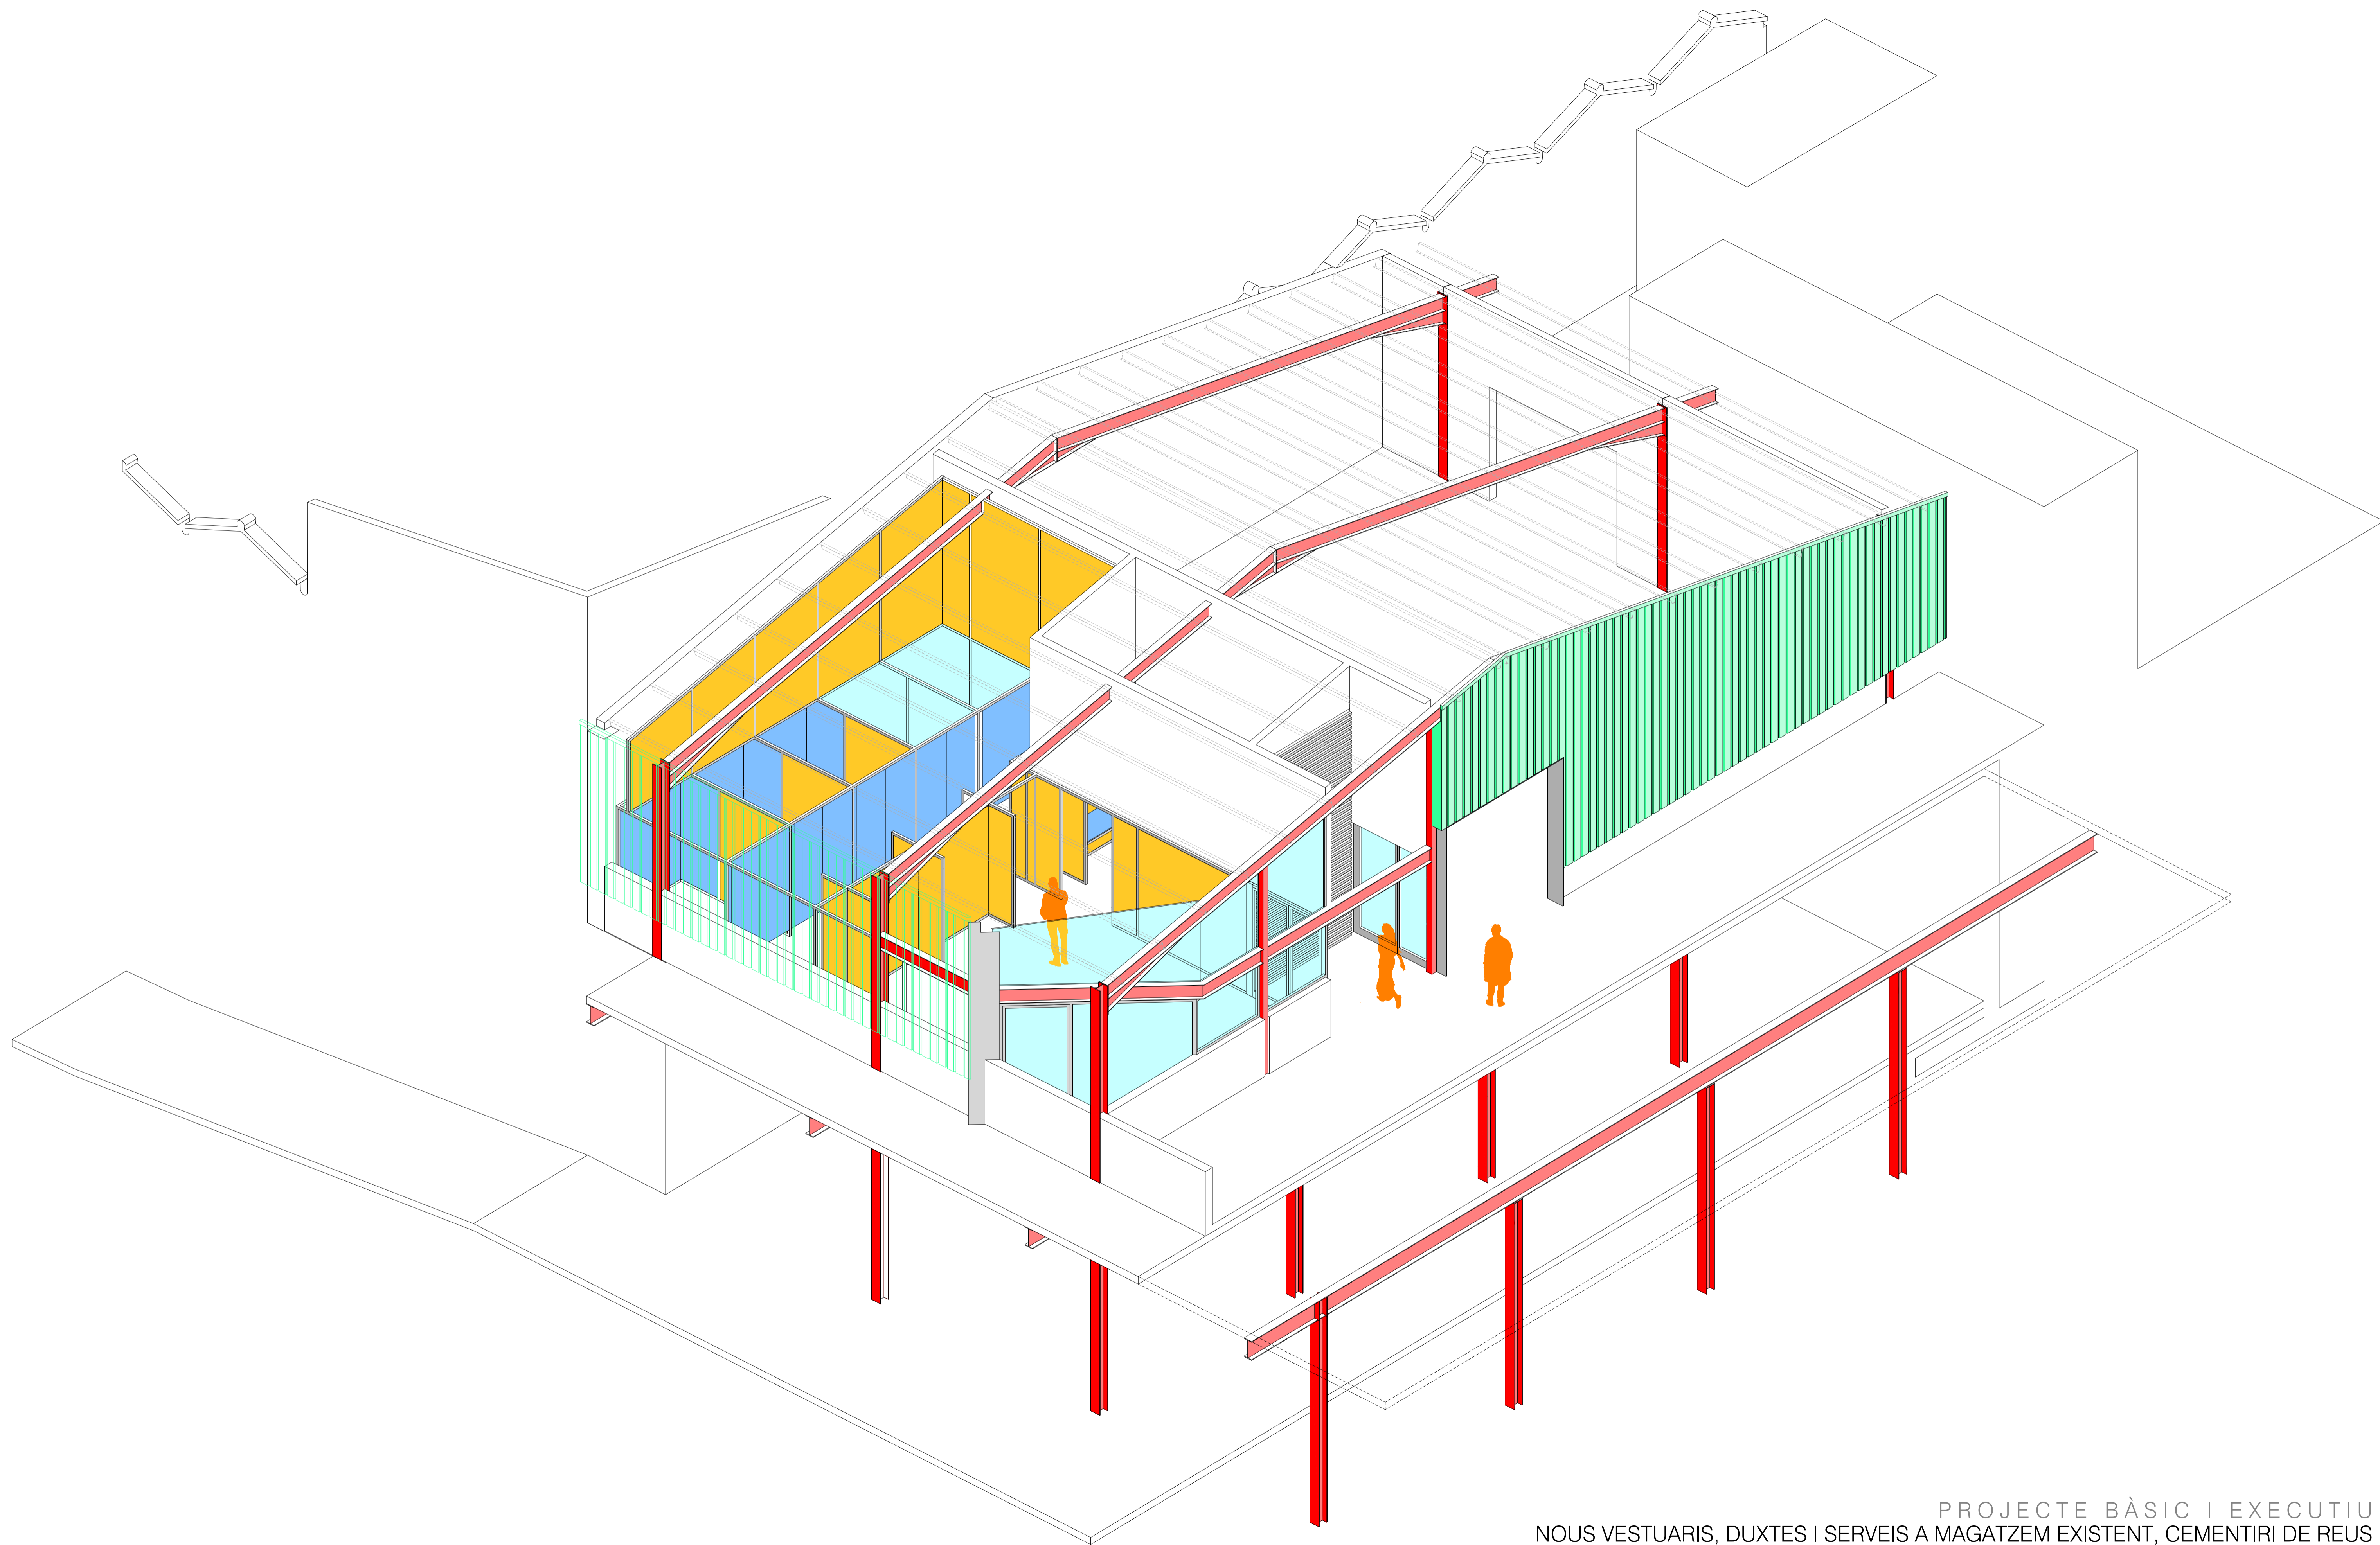 PROJECTE BÀSIC I EXECUTIU
NOUS VESTUARIS, DUXTES I SERVEIS A MAGATZEM EXISTENT, CEMENTIRI DE REUS